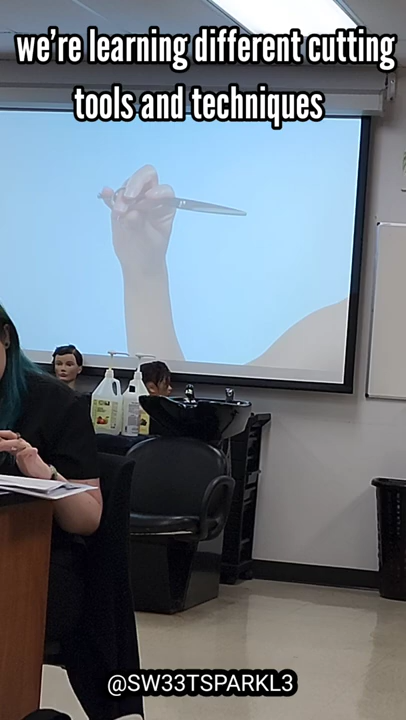 we're learning different cutting
tools and techniques
@SW33TSPARKL3